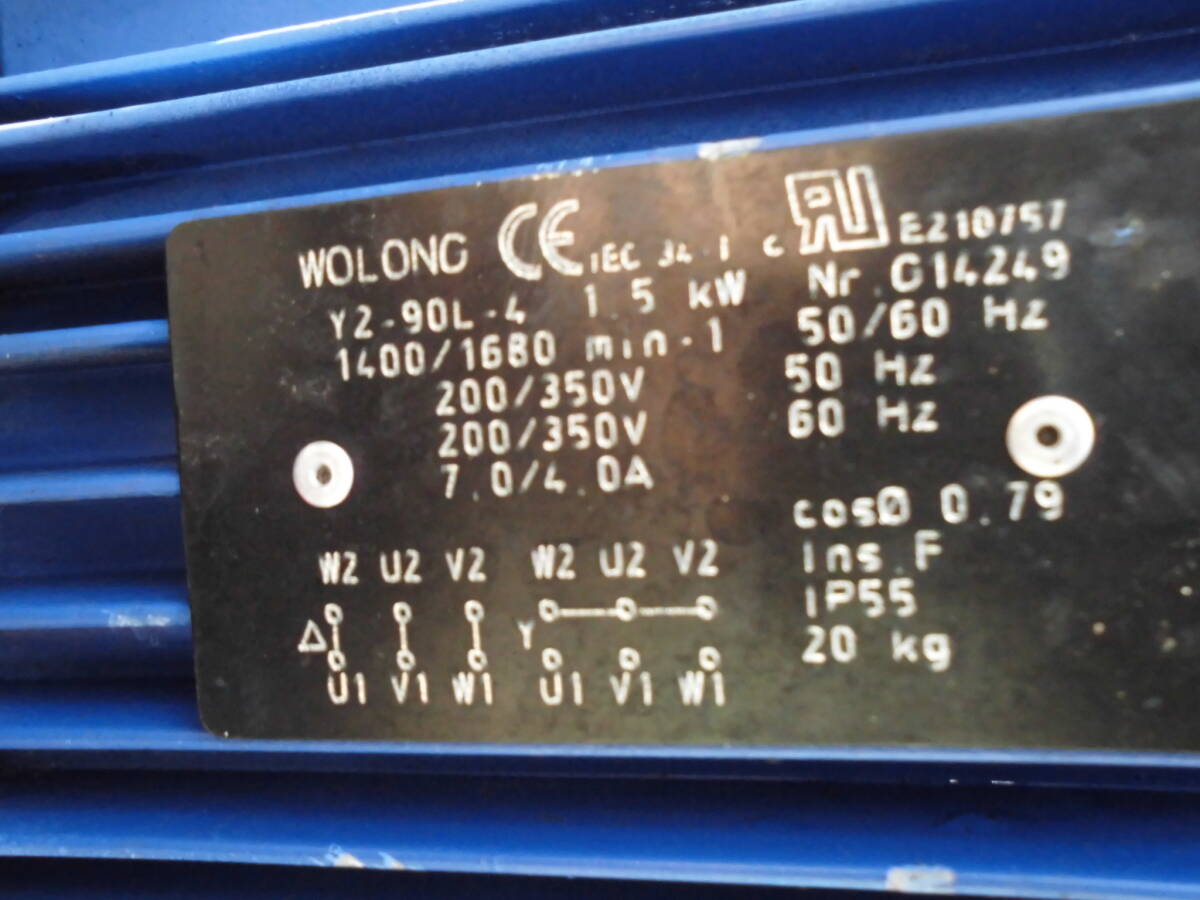 WOLONG CE IEC 34-1 c RU E210757
Y2-90L-4 1.5 kW Nr.G14249
1400/1680 min-1 50/60 Hz
200/350V 50 Hz
200/350V 60 Hz
7.0/4.0A
cosØ 0.79
W2 U2 V2 W2 U2 V2 Ins.F
IP55
Δ Y
20 kg
U1 V1 W1 U1 V1 W1